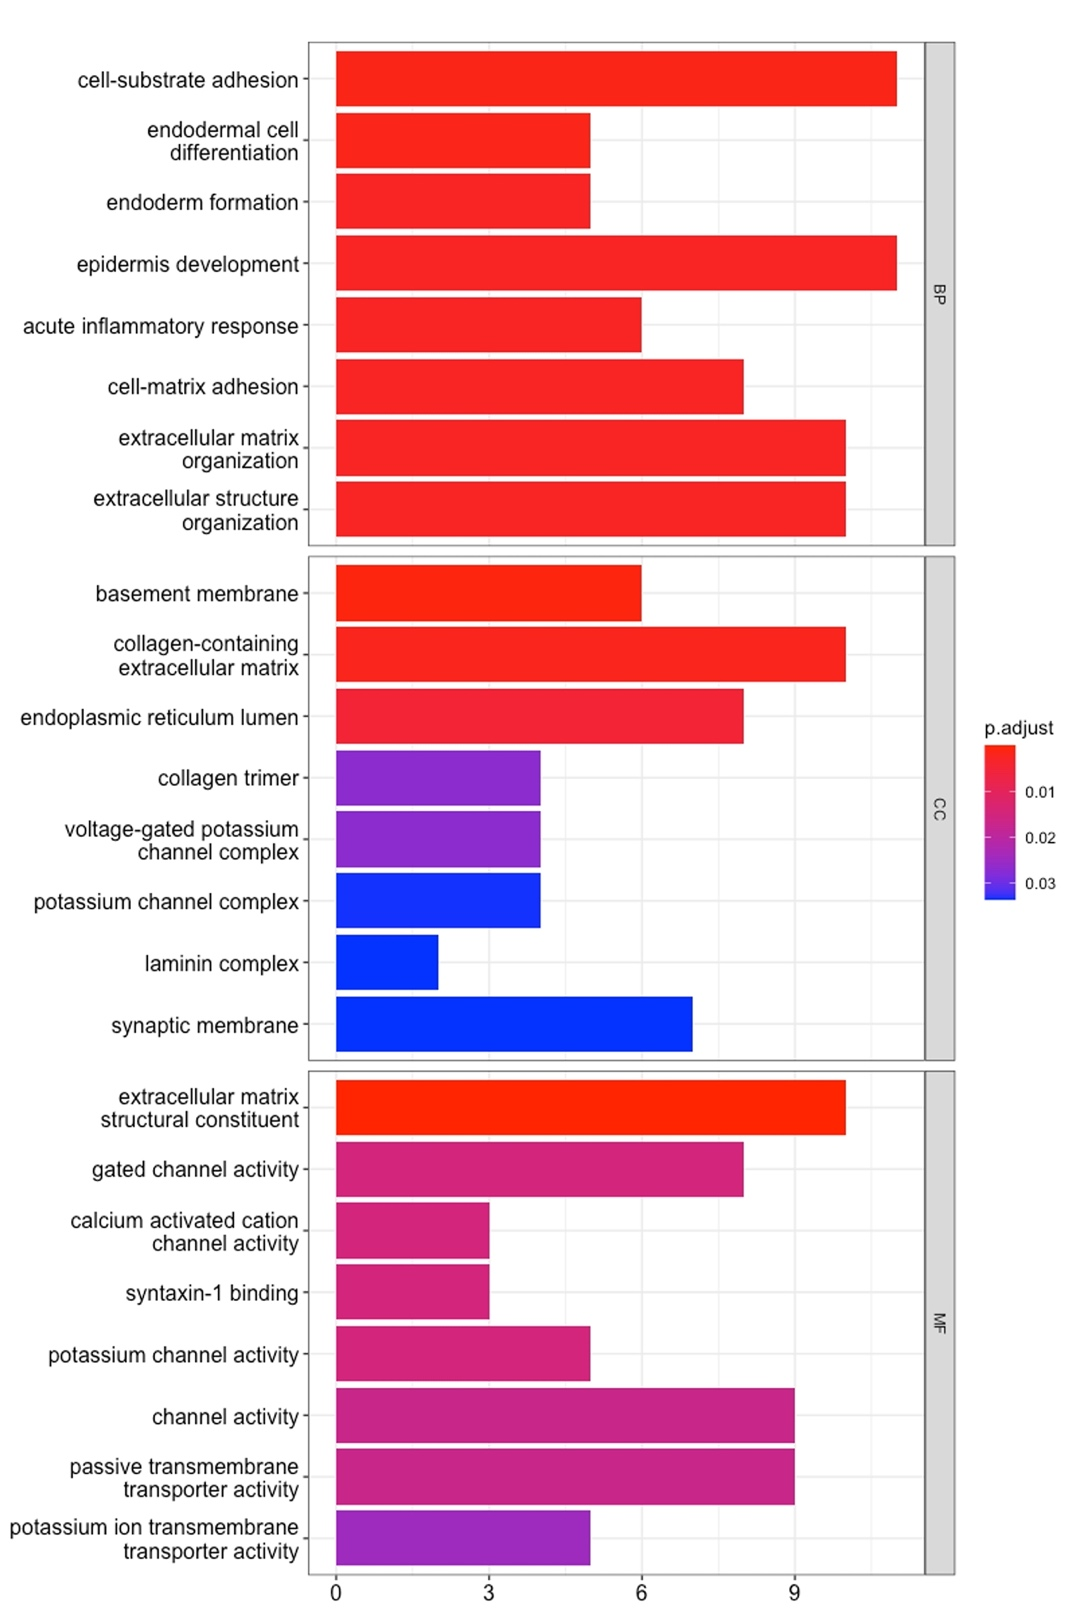 cell-substrate adhesion
endodermal cell
differentiation
endoderm formation
epidermis development
acute inflammatory response
cell-matrix adhesion
extracellular matrix
organization
extracellular structure
organization
BP
basement membrane
collagen-containing
extracellular matrix
endoplasmic reticulum lumen
collagen trimer
voltage-gated potassium
channel complex
potassium channel complex
laminin complex
synaptic membrane
CC
extracellular matrix
structural constituent
gated channel activity
calcium activated cation
channel activity
syntaxin-1 binding
potassium channel activity
channel activity
passive transmembrane
transporter activity
potassium ion transmembrane
transporter activity
MF
0 3 6 9
p.adjust
0.01
0.02
0.03